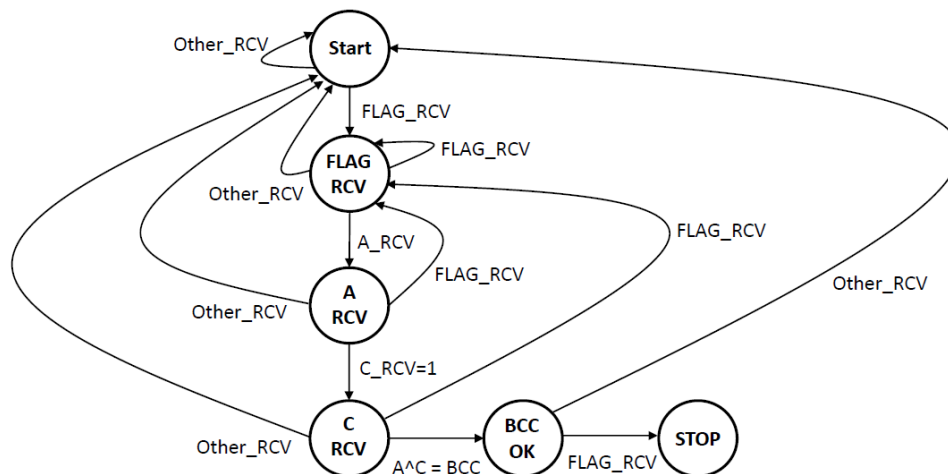 Other_RCV
Start
FLAG_RCV
FLAG
RCV
FLAG_RCV
Other_RCV
A_RCV
FLAG_RCV
FLAG_RCV
Other_RCV
A
RCV
Other_RCV
C_RCV=1
C
RCV
BCC
OK
STOP
Other_RCV
A^C = BCC
FLAG_RCV